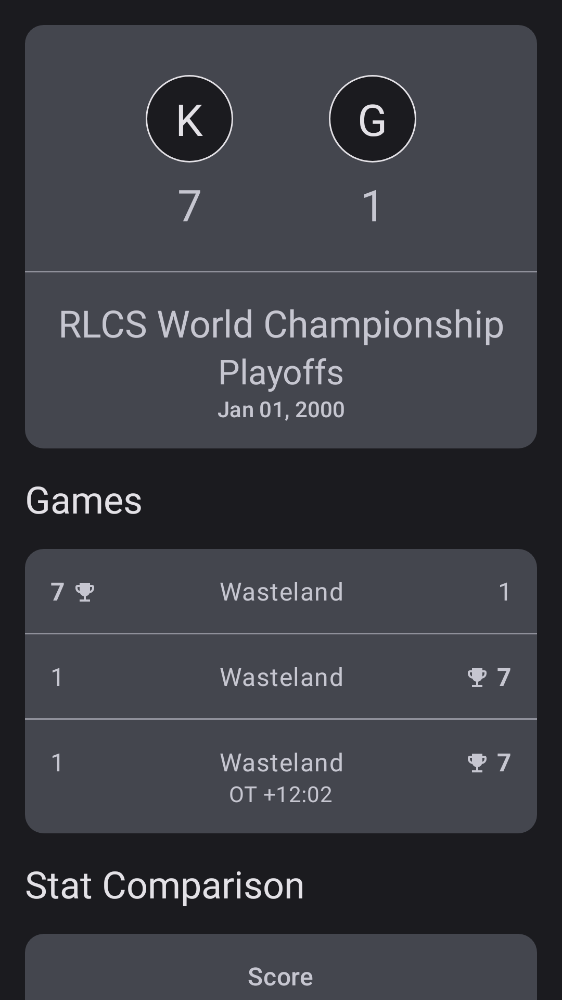 K G
7 1
RLCS World Championship
Playoffs
Jan 01, 2000
Games
7 Wasteland 1
1 Wasteland 7
1 Wasteland 7
OT +12:02
Stat Comparison
Score